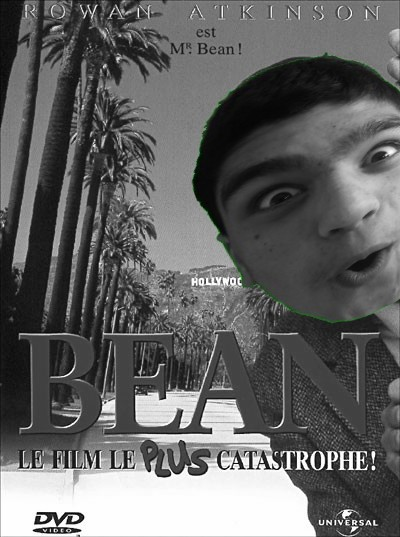 ROWAN ATKINSON
est
Mr. Bean !
HOLLYWOO
BEAN
LE FILM LE PLUS CATASTROPHE !
DVD
VIDEO
UNIVERSAL